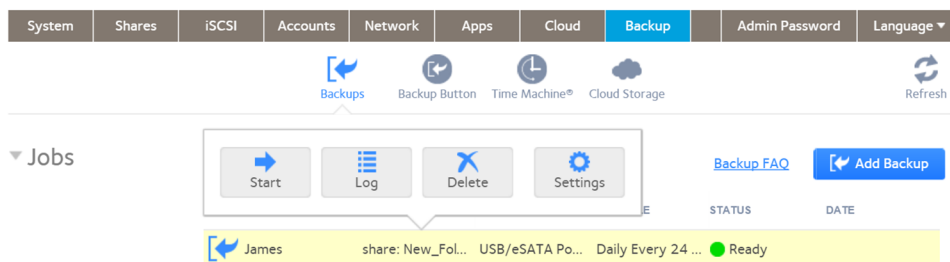 System Shares iSCSI Accounts Network Apps Cloud Backup Admin Password Language
Backups Backup Button Time Machine® Cloud Storage Refresh
Jobs
Start Log Delete Settings
Backup FAQ Add Backup
E STATUS DATE
James share: New_Fol... USB/eSATA Po... Daily Every 24 ... Ready